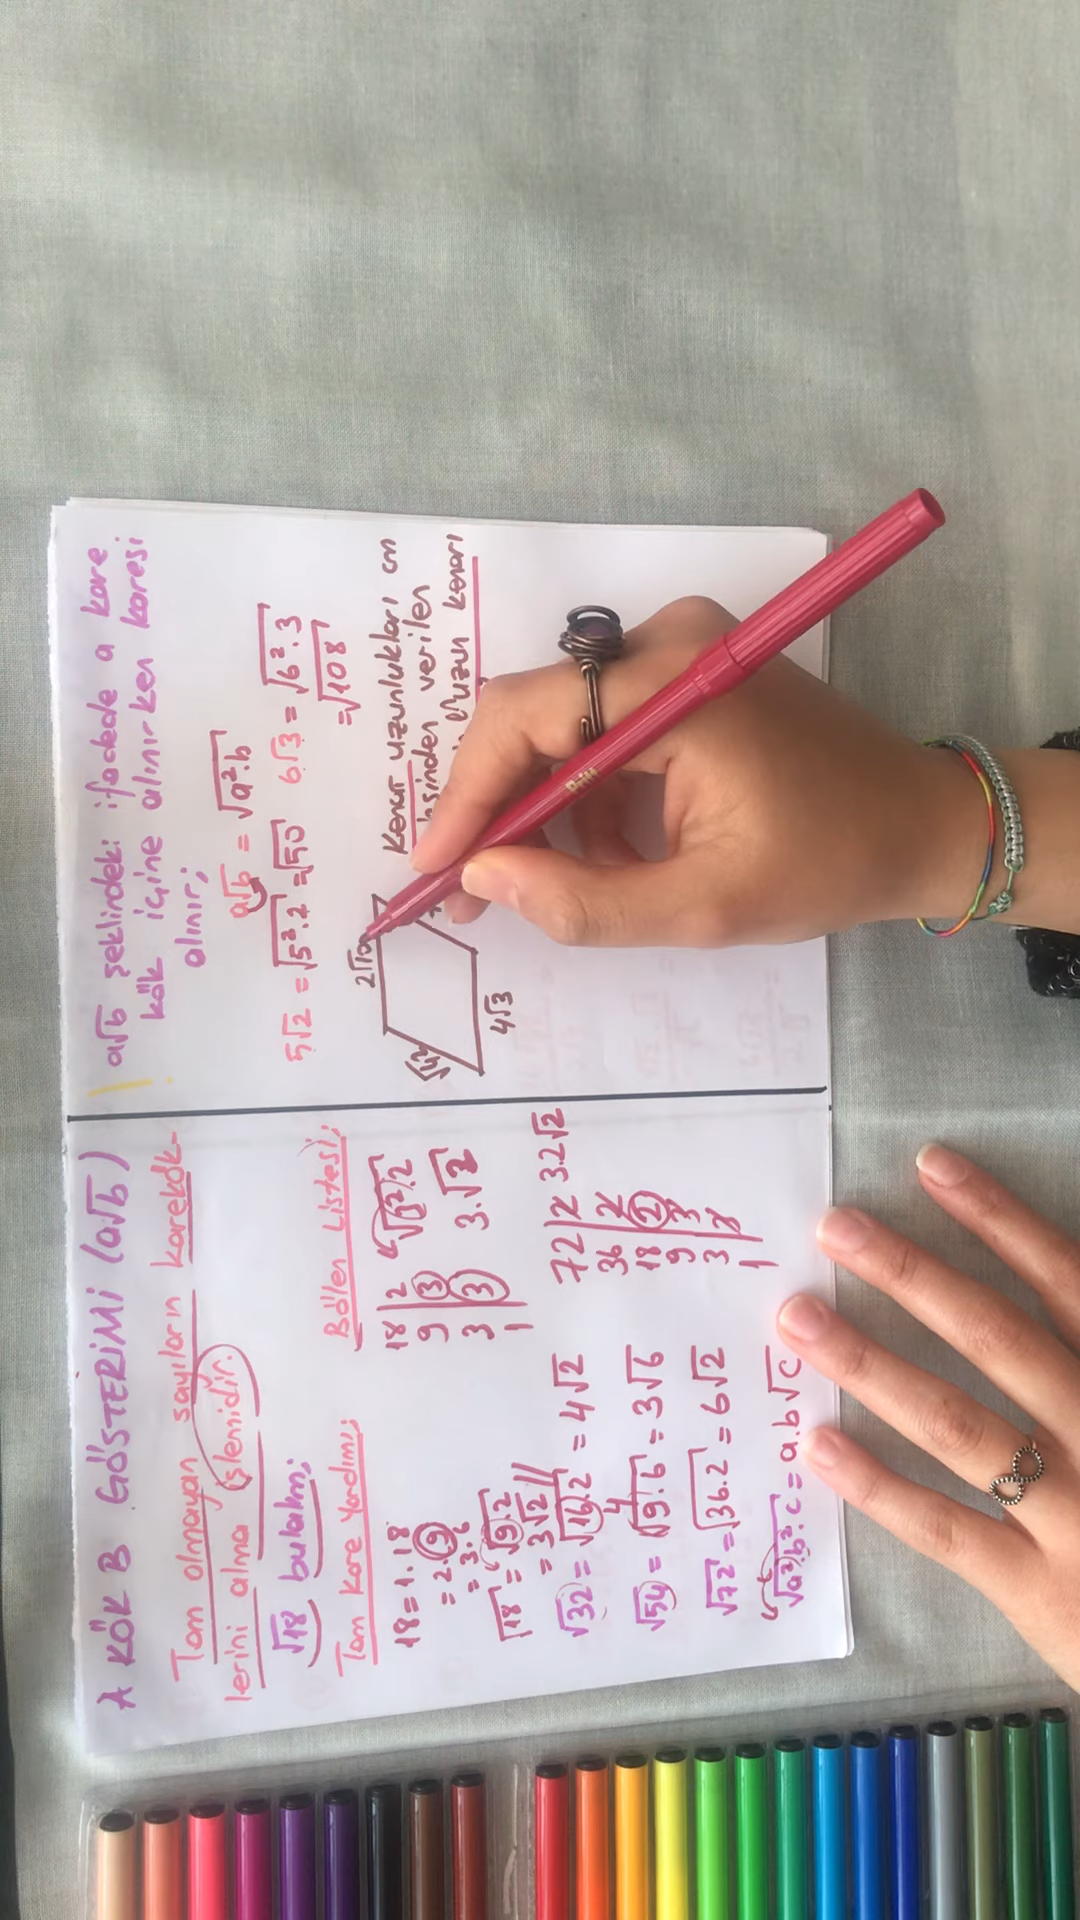 A KÖK B GÖSTERİMİ (a√b)
Tam olmayan sayıların karekök-
lerini alma işlemidir.
√18 bulalım;
Tam kare yardımı;
18 = 1.18
= 2.9
= 3.6
√18 = √9.2
= 3√2
√32 = √16.2 = 4√2
4
√54 = √9.6 = 3√6
√72 = √36.2 = 6√2
√a².b².c = a.b√c
Bölen Listesi;
18 | 2
9 | 3
3 | 3
1
√3².2
3.√2
72 | 2 3.2√2
36 | 2
18 | 2
9 | 3
3 | 3
1
! a√b şeklindeki ifadede a kare
kök içine alınırken karesi
alınır;
a√b = √a².b
5√2 = √5².2 = √50
6√3 = √6².3
= √108
2√10
4√3
Kenar uzunlukları cm
verilen
uzun kenarı
Brill